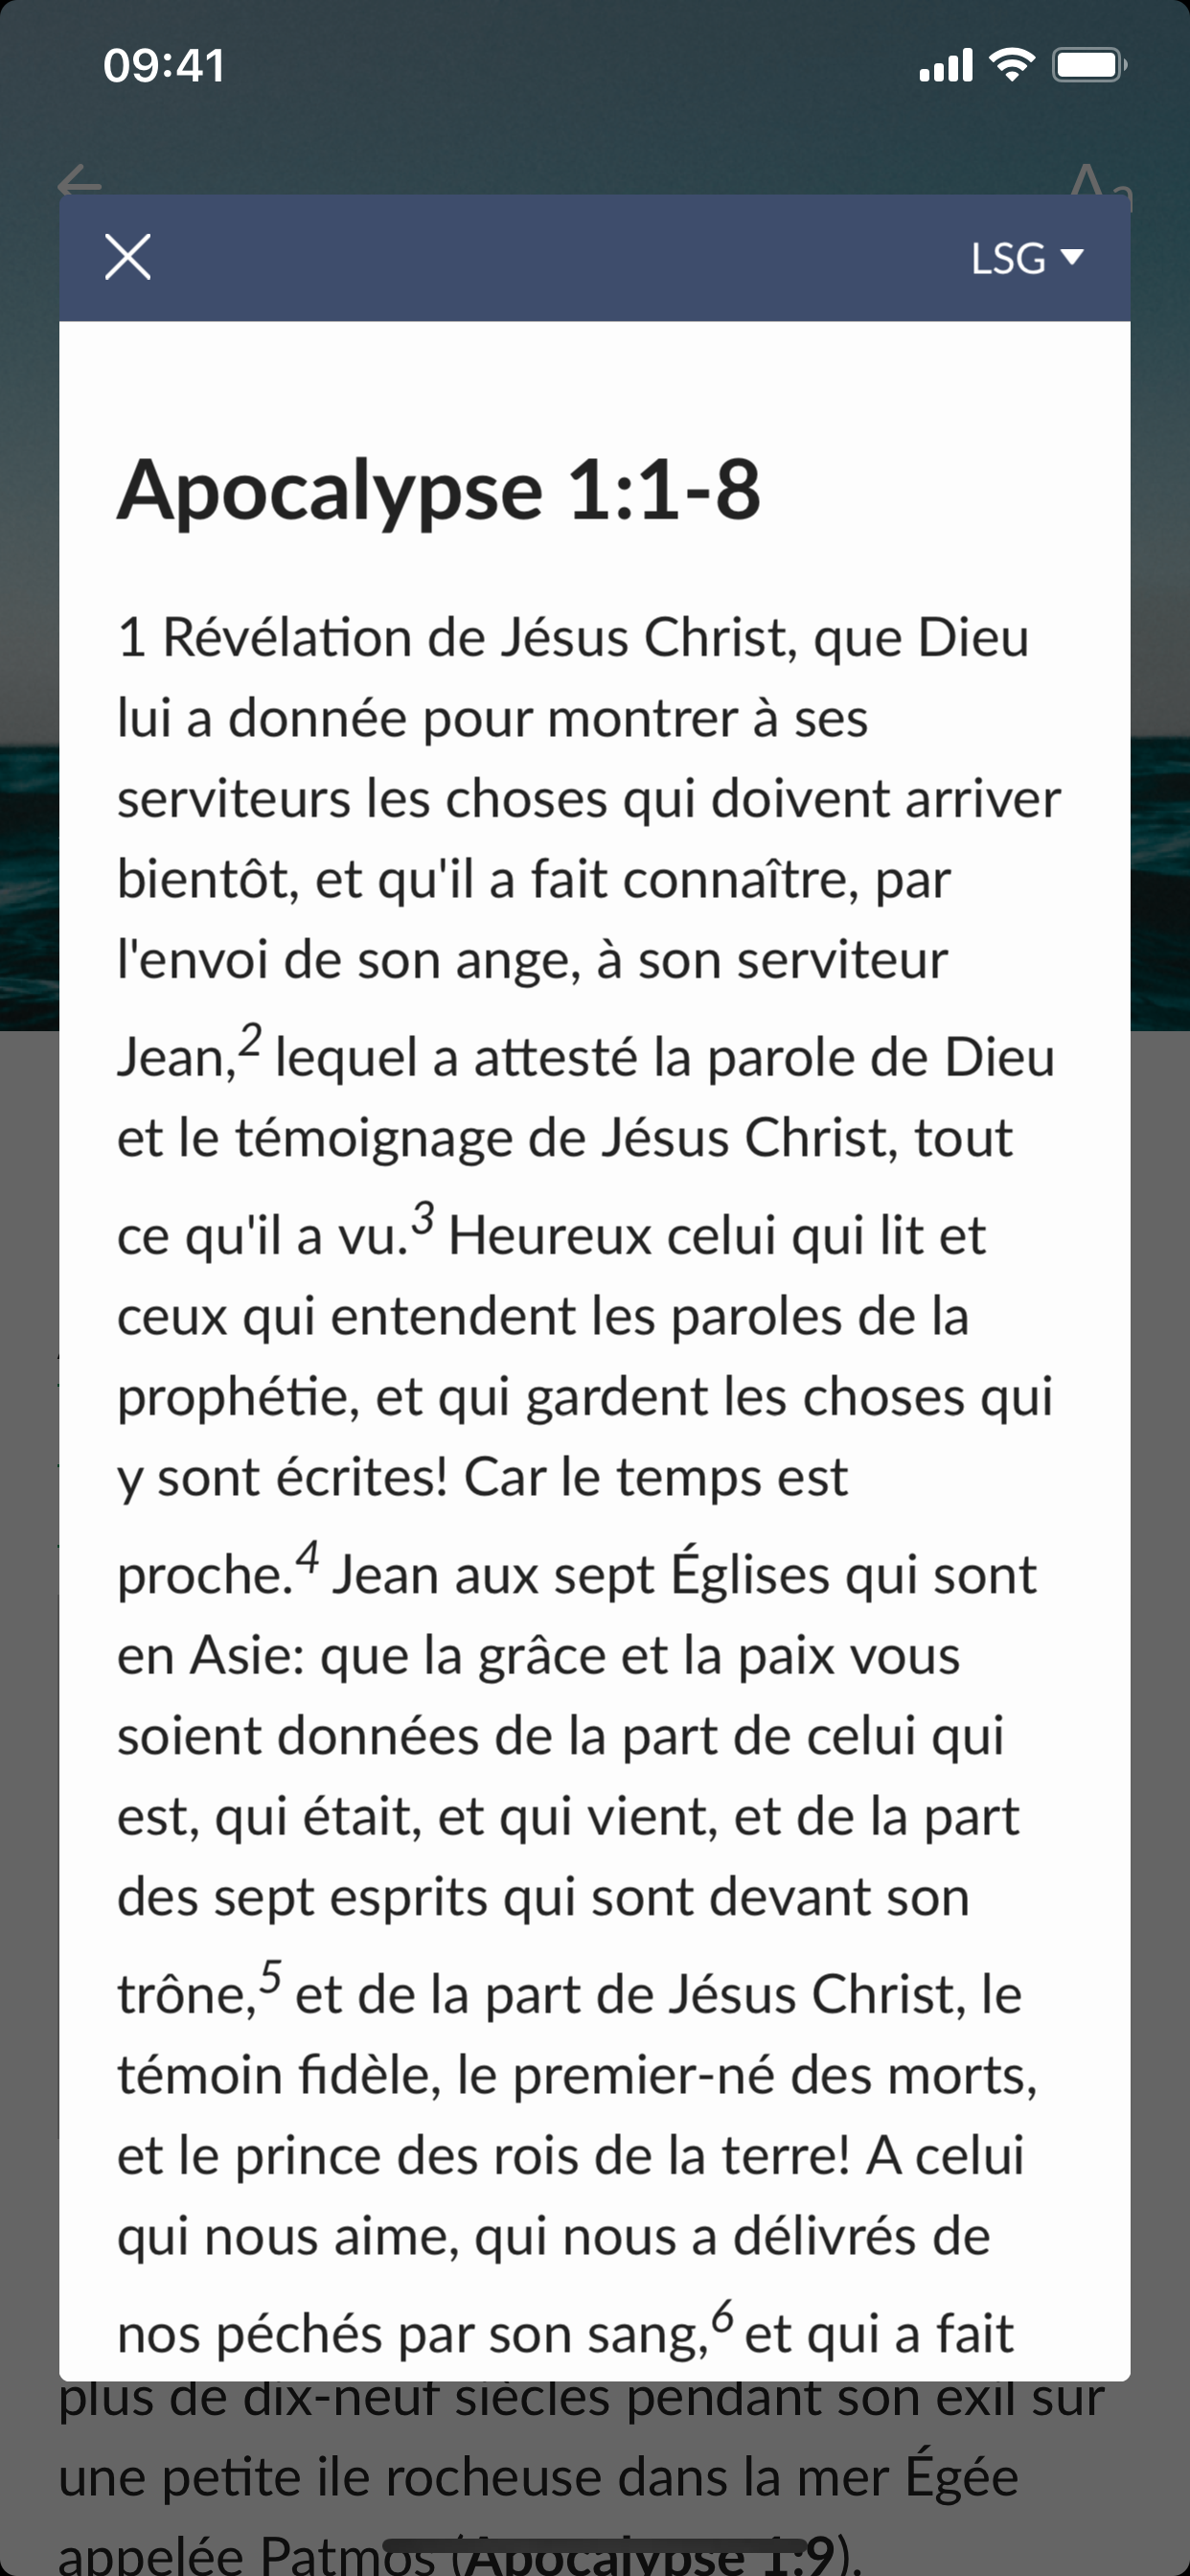 09:41
LSG
Apocalypse 1:1-8
1 Révélation de Jésus Christ, que Dieu
lui a donnée pour montrer à ses
serviteurs les choses qui doivent arriver
bientôt, et qu'il a fait connaître, par
l'envoi de son ange, à son serviteur
Jean,2 lequel a attesté la parole de Dieu
et le témoignage de Jésus Christ, tout
ce qu'il a vu.3 Heureux celui qui lit et
ceux qui entendent les paroles de la
prophétie, et qui gardent les choses qui
y sont écrites! Car le temps est
proche.4 Jean aux sept Églises qui sont
en Asie: que la grâce et la paix vous
soient données de la part de celui qui
est, qui était, et qui vient, et de la part
des sept esprits qui sont devant son
trône,5 et de la part de Jésus Christ, le
témoin fidèle, le premier-né des morts,
et le prince des rois de la terre! A celui
qui nous aime, qui nous a délivrés de
nos péchés par son sang,6 et qui a fait
plus de dix-neuf siècles pendant son exil sur
une petite ile rocheuse dans la mer Égée
appelée Patmos (Apocalypse 1:9).